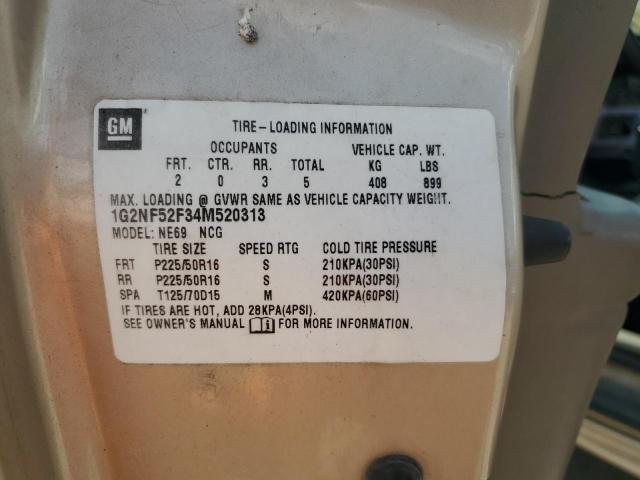 GM
TIRE-LOADING INFORMATION
OCCUPANTS VEHICLE CAP. WT.
FRT. CTR. RR. TOTAL KG LBS
2 0 3 5 408 899
MAX. LOADING @ GVWR SAME AS VEHICLE CAPACITY WEIGHT.
1G2NF52F34M520313
MODEL: NE69 NCG
TIRE SIZE SPEED RTG COLD TIRE PRESSURE
FRT P225/50R16 S 210KPA(30PSI)
RR P225/50R16 S 210KPA(30PSI)
SPA T125/70D15 M 420KPA(60PSI)
IF TIRES ARE HOT, ADD 28KPA(4PSI).
SEE OWNER'S MANUAL FOR MORE INFORMATION.